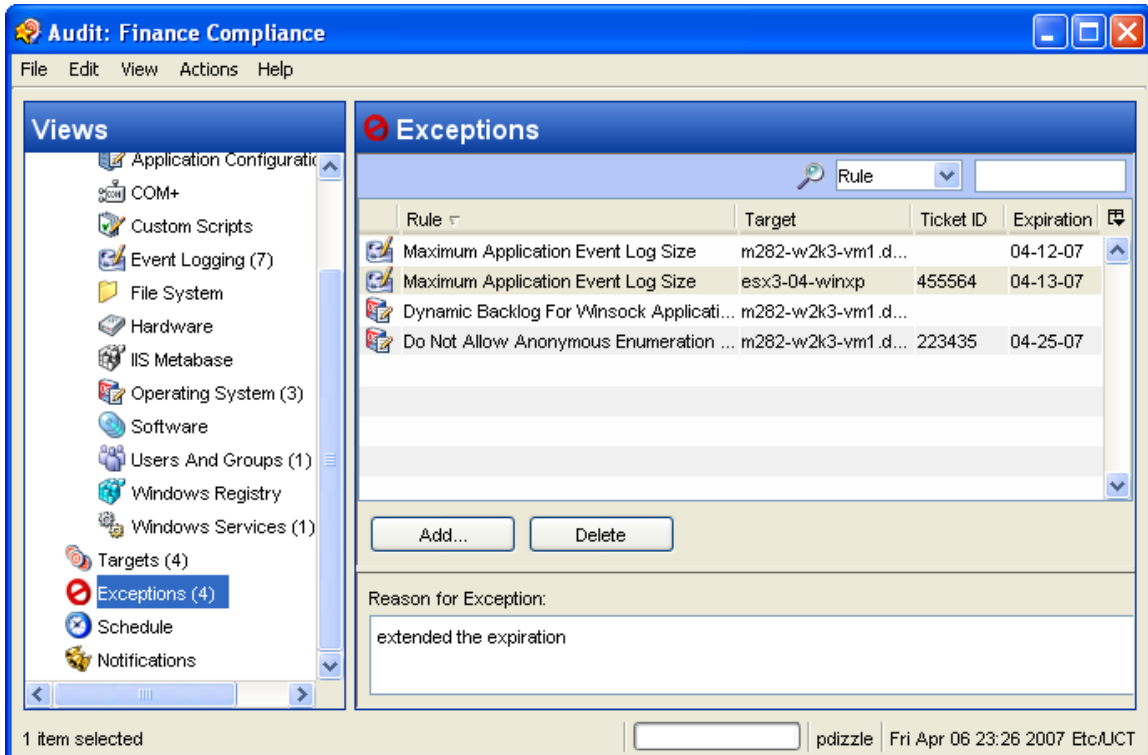 Audit: Finance Compliance
File Edit View Actions Help
Views
Application Configuratic
COM+
Custom Scripts
Event Logging (7)
File System
Hardware
IIS Metabase
Operating System (3)
Software
Users And Groups (1)
Windows Registry
Windows Services (1)
Targets (4)
Exceptions (4)
Schedule
Notifications
Exceptions
Rule
Rule Target Ticket ID Expiration
Maximum Application Event Log Size m282-w2k3-vm1.d... 04-12-07
Maximum Application Event Log Size esx3-04-winxp 455564 04-13-07
Dynamic Backlog For Winsock Applicati... m282-w2k3-vm1.d...
Do Not Allow Anonymous Enumeration ... m282-w2k3-vm1.d... 223435 04-25-07
Add... Delete
Reason for Exception:
extended the expiration
1 item selected pdizzle Fri Apr 06 23:26 2007 Etc/UCT